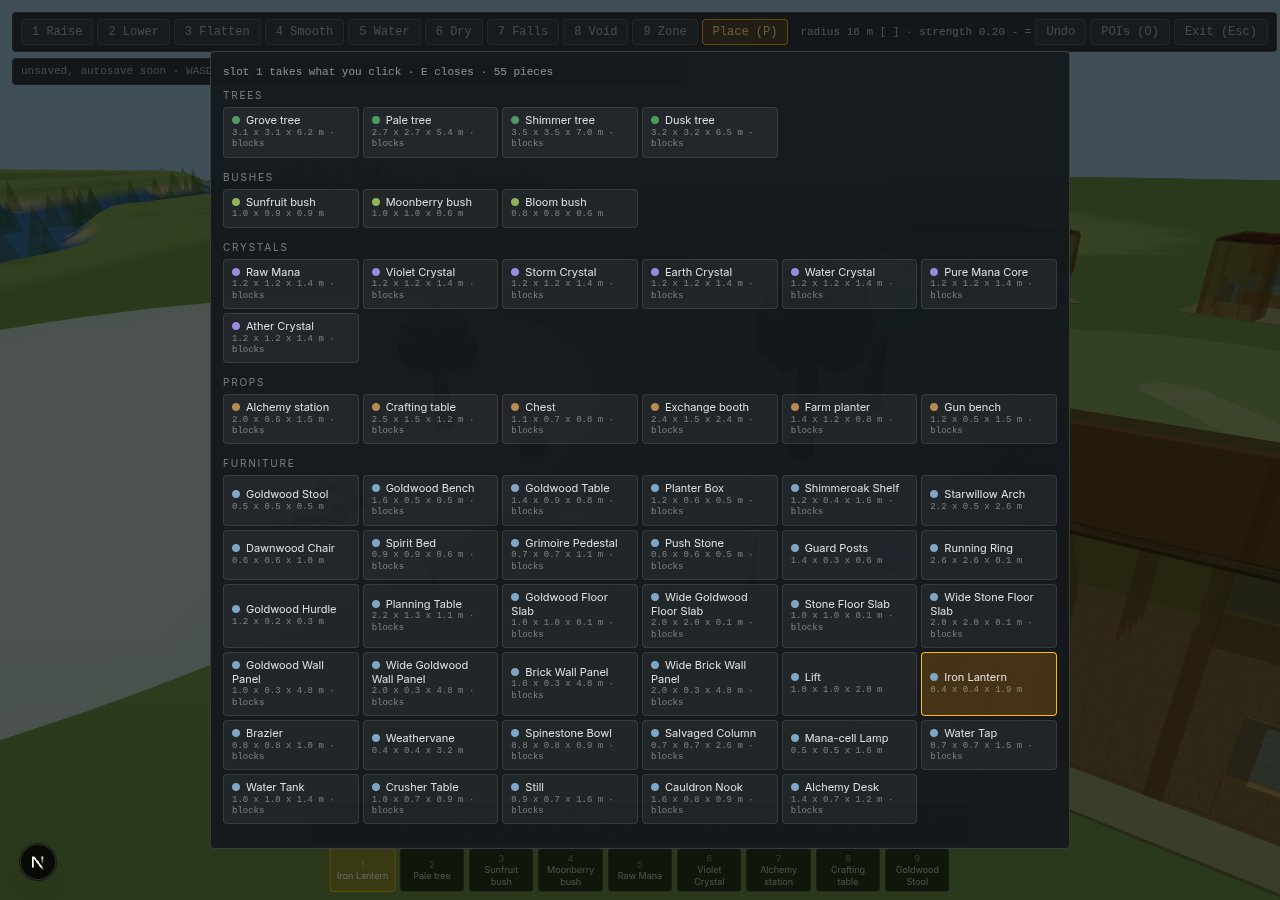 1 Raise
2 Lower
3 Flatten
4 Smooth
5 Water
6 Dry
7 Falls
8 Void
9 Zone
Place (P)
radius 16 m [ ] · strength 0.20 - =
Undo
POIs (O)
Exit (Esc)
unsaved, autosave soon · WASD
slot 1 takes what you click · E closes · 55 pieces
TREES
Grove tree
3.1 x 3.1 x 6.2 m ·
blocks
Pale tree
2.7 x 2.7 x 5.4 m ·
blocks
Shimmer tree
3.5 x 3.5 x 7.0 m ·
blocks
Dusk tree
3.2 x 3.2 x 6.5 m ·
blocks
BUSHES
Sunfruit bush
1.0 x 0.9 x 0.9 m
Moonberry bush
1.0 x 1.0 x 0.6 m
Bloom bush
0.8 x 0.8 x 0.6 m
CRYSTALS
Raw Mana
1.2 x 1.2 x 1.4 m ·
blocks
Violet Crystal
1.2 x 1.2 x 1.4 m ·
blocks
Storm Crystal
1.2 x 1.2 x 1.4 m ·
blocks
Earth Crystal
1.2 x 1.2 x 1.4 m ·
blocks
Water Crystal
1.2 x 1.2 x 1.4 m ·
blocks
Pure Mana Core
1.2 x 1.2 x 1.4 m ·
blocks
Ather Crystal
1.2 x 1.2 x 1.4 m ·
blocks
PROPS
Alchemy station
2.0 x 0.6 x 1.5 m ·
blocks
Crafting table
2.5 x 1.5 x 1.2 m ·
blocks
Chest
1.1 x 0.7 x 0.8 m ·
blocks
Exchange booth
2.4 x 1.5 x 2.4 m ·
blocks
Farm planter
1.4 x 1.2 x 0.8 m ·
blocks
Gun bench
1.2 x 0.5 x 1.5 m ·
blocks
FURNITURE
Goldwood Stool
0.5 x 0.5 x 0.5 m
Goldwood Bench
1.6 x 0.5 x 0.5 m ·
blocks
Goldwood Table
1.4 x 0.9 x 0.8 m ·
blocks
Planter Box
1.2 x 0.6 x 0.5 m ·
blocks
Shimmeroak Shelf
1.2 x 0.4 x 1.6 m ·
blocks
Starwillow Arch
2.2 x 0.5 x 2.6 m
Dawnwood Chair
0.6 x 0.6 x 1.0 m
Spirit Bed
0.9 x 0.9 x 0.6 m ·
blocks
Grimoire Pedestal
0.7 x 0.7 x 1.1 m ·
blocks
Push Stone
0.6 x 0.6 x 0.5 m ·
blocks
Guard Posts
1.4 x 0.3 x 0.6 m
Running Ring
2.6 x 2.6 x 0.1 m
Goldwood Hurdle
1.2 x 0.2 x 0.3 m
Planning Table
2.2 x 1.3 x 1.1 m ·
blocks
Goldwood Floor
Slab
1.0 x 1.0 x 0.1 m ·
blocks
Wide Goldwood
Floor Slab
2.0 x 2.0 x 0.1 m ·
blocks
Stone Floor Slab
1.0 x 1.0 x 0.1 m ·
blocks
Wide Stone Floor
Slab
2.0 x 2.0 x 0.1 m ·
blocks
Goldwood Wall
Panel
1.0 x 0.3 x 4.8 m ·
blocks
Wide Goldwood
Wall Panel
2.0 x 0.3 x 4.8 m ·
blocks
Brick Wall Panel
1.0 x 0.3 x 4.8 m ·
blocks
Wide Brick Wall
Panel
2.0 x 0.3 x 4.8 m ·
blocks
Lift
1.0 x 1.0 x 2.0 m
Iron Lantern
0.4 x 0.4 x 1.9 m
Brazier
0.8 x 0.8 x 1.0 m ·
blocks
Weathervane
0.4 x 0.4 x 3.2 m
Spinestone Bowl
0.8 x 0.8 x 0.9 m ·
blocks
Salvaged Column
0.7 x 0.7 x 2.6 m ·
blocks
Mana-cell Lamp
0.5 x 0.5 x 1.6 m
Water Tap
0.7 x 0.7 x 1.5 m ·
blocks
Water Tank
1.0 x 1.0 x 1.4 m ·
blocks
Crusher Table
1.0 x 0.7 x 0.9 m ·
blocks
Still
0.9 x 0.7 x 1.6 m ·
blocks
Cauldron Nook
1.6 x 0.8 x 0.9 m ·
blocks
Alchemy Desk
1.4 x 0.7 x 1.2 m ·
blocks
N
1
Iron Lantern
2
Pale tree
3
Sunfruit
bush
4
Moonberry
bush
5
Raw Mana
6
Violet
Crystal
7
Alchemy
station
8
Crafting
table
9
Goldwood
Stool